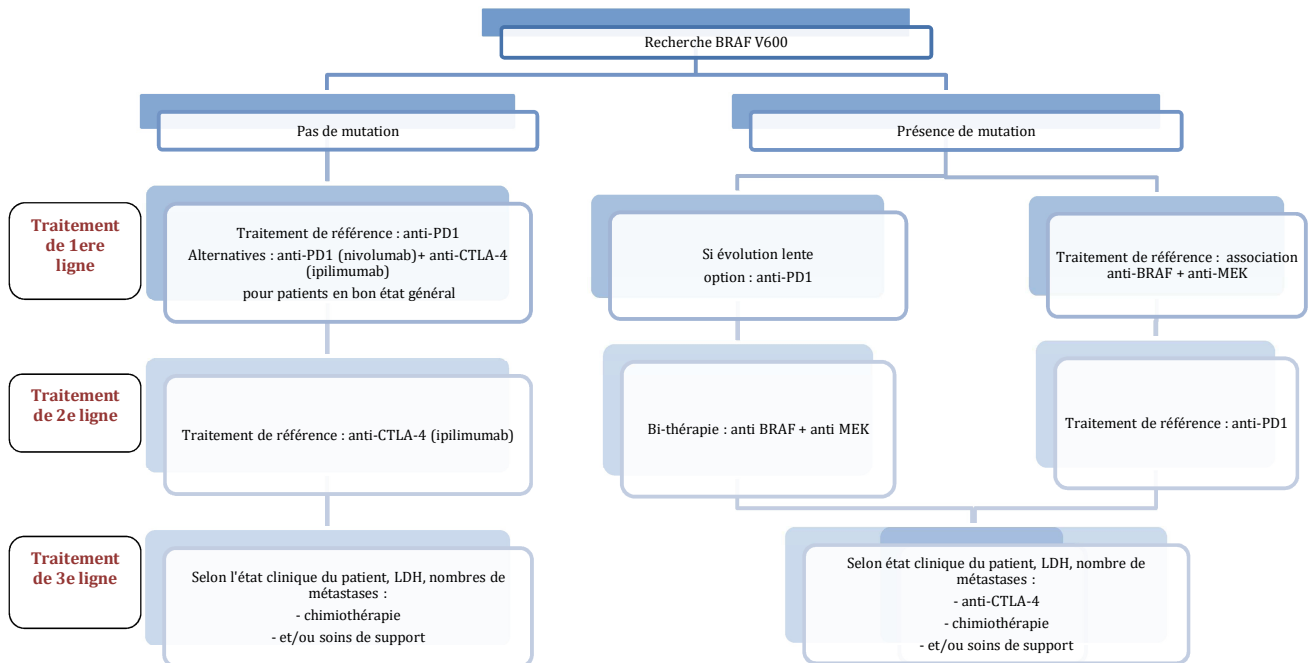 Recherche BRAF V600
Pas de mutation
Présence de mutation
Traitement
de 1ere
ligne
Traitement de référence : anti-PD1
Alternatives : anti-PD1 (nivolumab)+ anti-CTLA-4
(ipilimumab)
pour patients en bon état général
Si évolution lente
option : anti-PD1
Traitement de référence : association
anti-BRAF + anti-MEK
Traitement
de 2e ligne
Traitement de référence : anti-CTLA-4 (ipilimumab)
Bi-thérapie : anti BRAF + anti MEK
Traitement de référence : anti-PD1
Traitement
de 3e ligne
Selon l'état clinique du patient, LDH, nombres de
métastases :
- chimiothérapie
- et/ou soins de support
Selon état clinique du patient, LDH, nombre de
métastases :
- anti-CTLA-4
- chimiothérapie
- et/ou soins de support